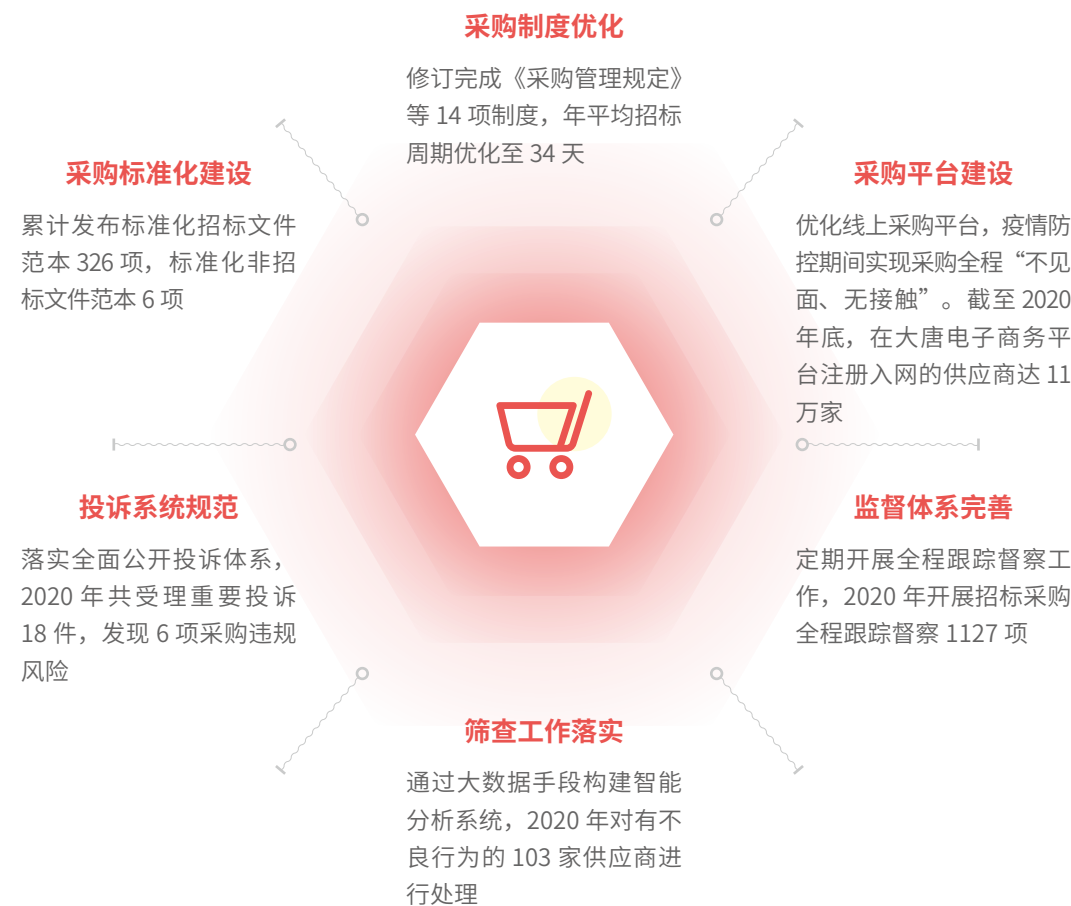 采购制度优化
修订完成《采购管理规定》
等 14 项制度，年平均招标
周期优化至 34 天
采购标准化建设
累计发布标准化招标文件
范本 326 项，标准化非招
标文件范本 6 项
采购平台建设
优化线上采购平台，疫情防
控期间实现采购全程“不见
面、无接触”。截至 2020
年底，在大唐电子商务平
台注册入网的供应商达 11
万家
投诉系统规范
落实全面公开投诉体系，
2020 年共受理重要投诉
18 件，发现 6 项采购违规
风险
监督体系完善
定期开展全程跟踪督察工
作，2020 年开展招标采购
全程跟踪督察 1127 项
筛查工作落实
通过大数据手段构建智能
分析系统，2020 年对有不
良行为的 103 家供应商进
行处理